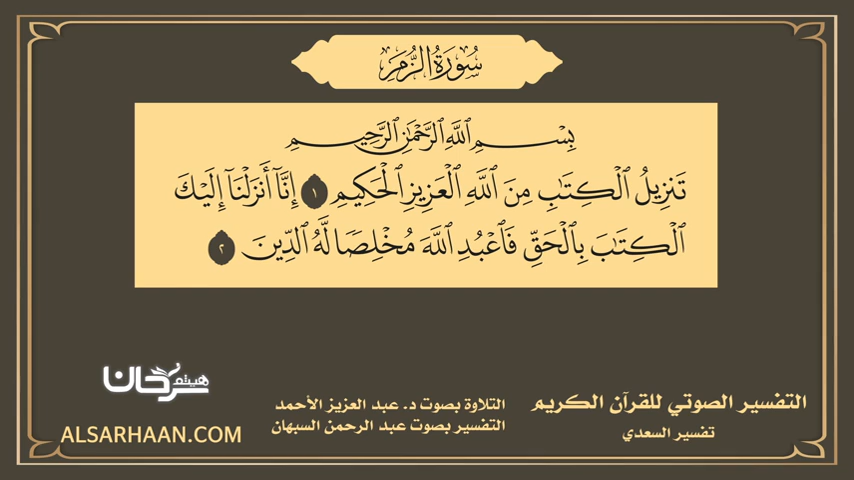 سُورَةُ الزُّمَرِ
بِسْمِ ٱللَّهِ ٱلرَّحْمَٰنِ ٱلرَّحِيمِ
تَنزِيلُ ٱلْكِتَٰبِ مِنَ ٱللَّهِ ٱلْعَزِيزِ ٱلْحَكِيمِ ١ إِنَّآ أَنزَلْنَآ إِلَيْكَ
ٱلْكِتَٰبَ بِٱلْحَقِّ فَٱعْبُدِ ٱللَّهَ مُخْلِصًا لَّهُ ٱلدِّينَ ٢
هيثم سرحان
ALSARHAAN.COM
التلاوة بصوت د. عبد العزيز الأحمد
التفسير بصوت عبد الرحمن السبهان
التفسير الصوتي للقرآن الكريم
تفسير السعدي